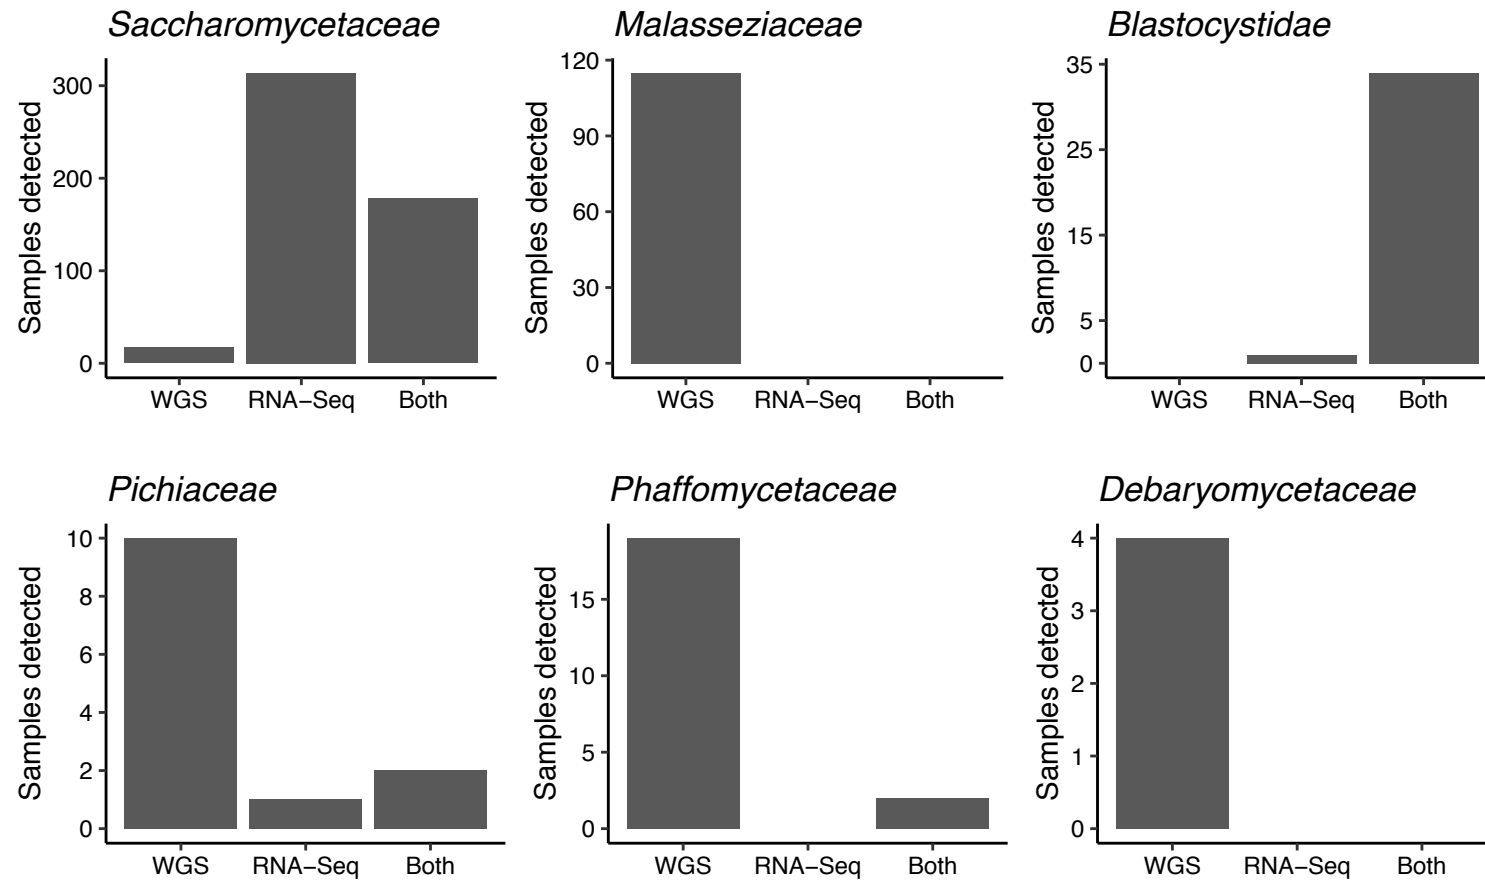 Saccharomycetaceae
Samples detected
300
200
100
0
WGS RNA−Seq Both
Malasseziaceae
Samples detected
120
90
60
30
0
WGS RNA−Seq Both
Blastocystidae
Samples detected
35
25
15
5
0
WGS RNA−Seq Both
Pichiaceae
Samples detected
10
8
6
4
2
0
WGS RNA−Seq Both
Phaffomycetaceae
Samples detected
15
10
5
0
WGS RNA−Seq Both
Debaryomycetaceae
Samples detected
4
3
2
1
0
WGS RNA−Seq Both